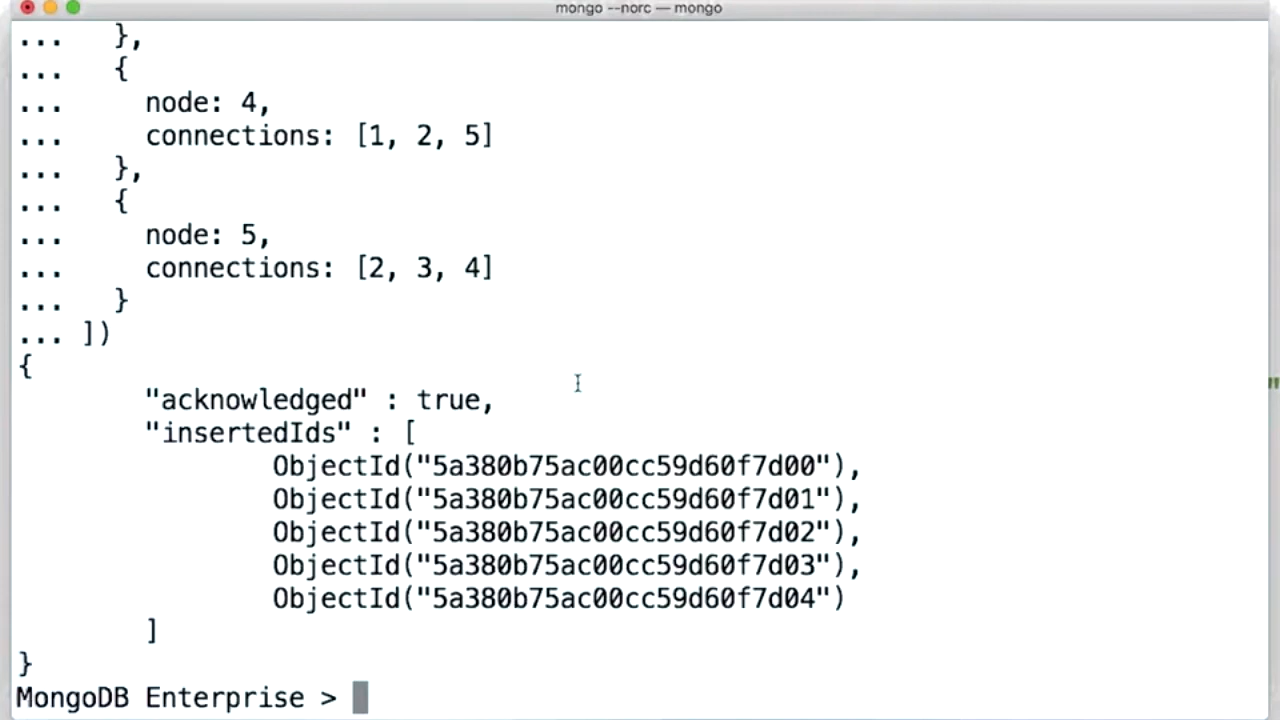 mongo --norc — mongo
... },
... {
... node: 4,
... connections: [1, 2, 5]
... },
... {
... node: 5,
... connections: [2, 3, 4]
... }
... ])
{
"acknowledged" : true,
"insertedIds" : [
ObjectId("5a380b75ac00cc59d60f7d00"),
ObjectId("5a380b75ac00cc59d60f7d01"),
ObjectId("5a380b75ac00cc59d60f7d02"),
ObjectId("5a380b75ac00cc59d60f7d03"),
ObjectId("5a380b75ac00cc59d60f7d04")
]
}
MongoDB Enterprise >